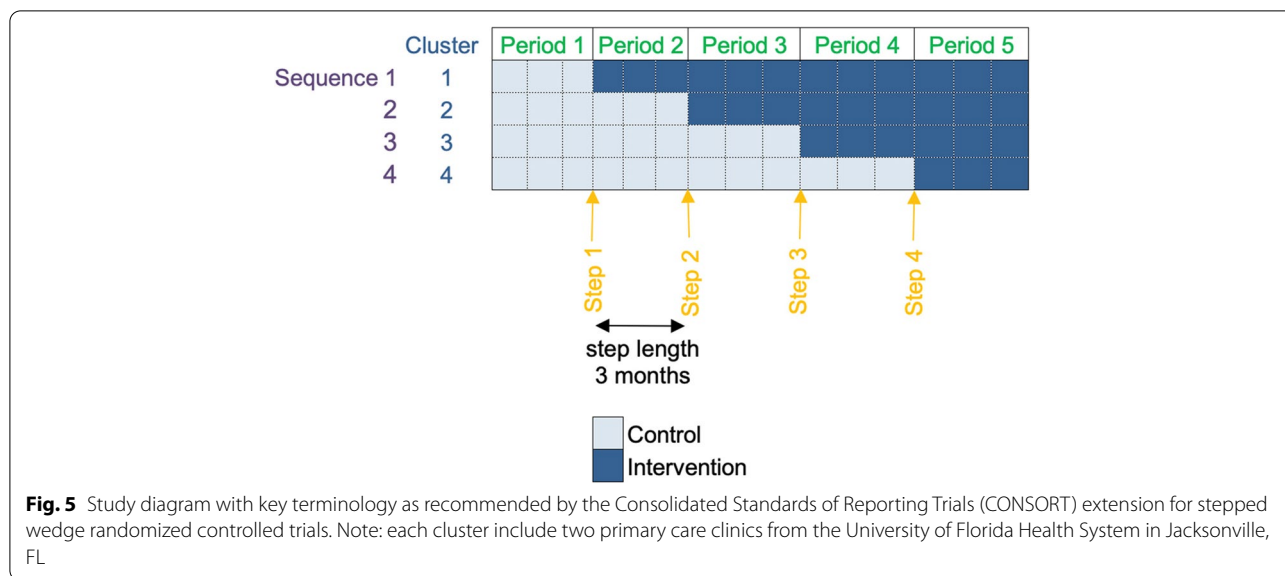 Cluster Period 1 Period 2 Period 3 Period 4 Period 5
Sequence 1 1
2 2
3 3
4 4
Step 1 Step 2 Step 3 Step 4
step length
3 months
Control
Intervention
Fig. 5 Study diagram with key terminology as recommended by the Consolidated Standards of Reporting Trials (CONSORT) extension for stepped
wedge randomized controlled trials. Note: each cluster include two primary care clinics from the University of Florida Health System in Jacksonville,
FL